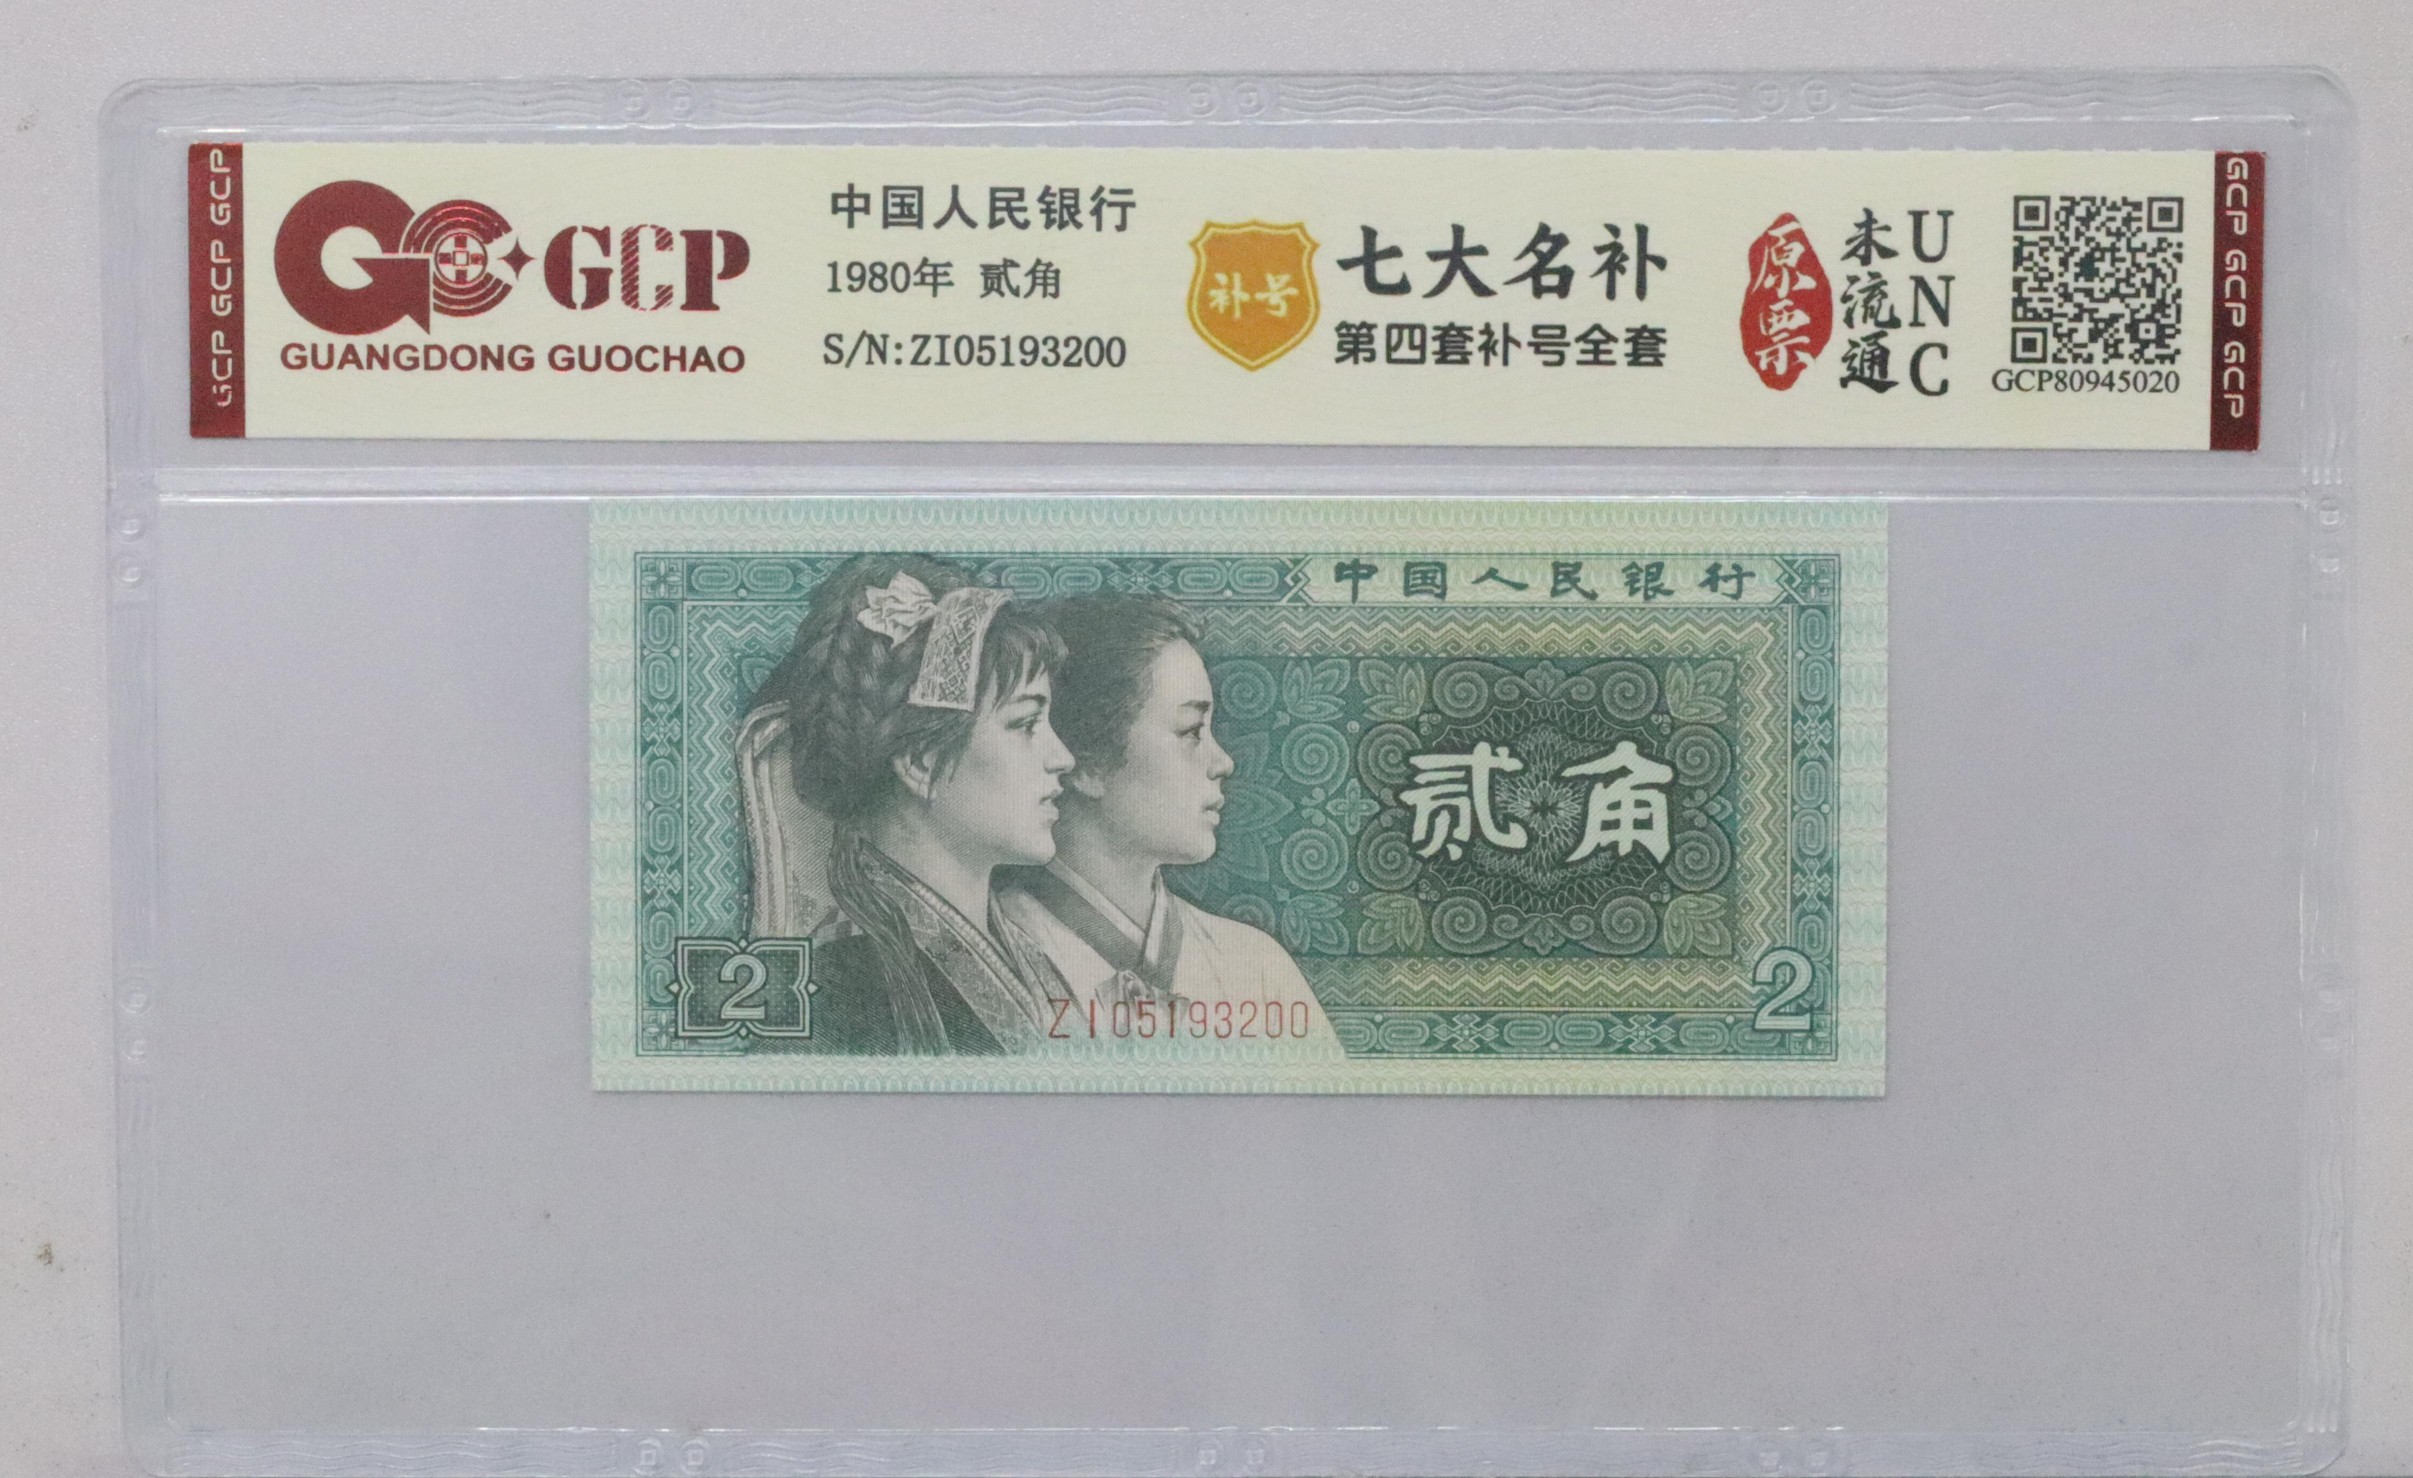 GCP GCP GCP
GCP
GUANGDONG GUOCHAO
中国人民银行
1980年 贰角
S/N:ZI05193200
补号
七大名补
第四套补号全套
原票
未流通
UNC
GCP80945020
GCP GCP GCP
中国人民银行
贰角
2
ZI05193200
2